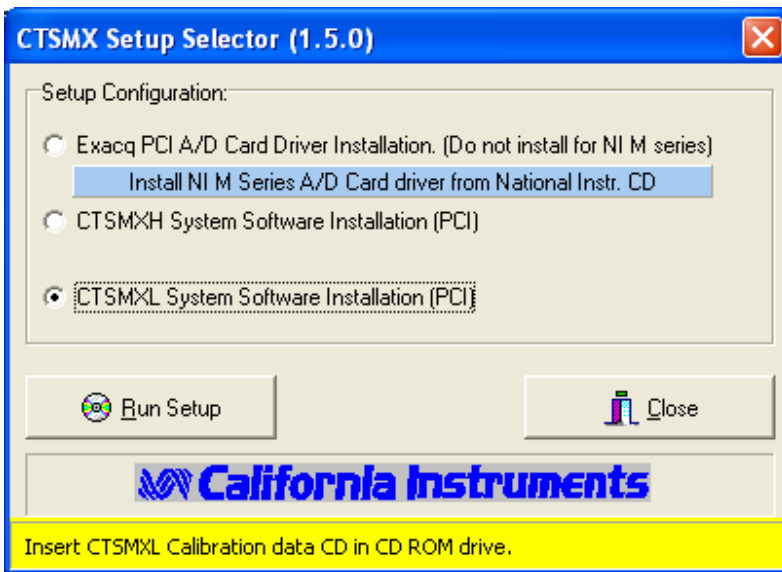 CTSMX Setup Selector (1.5.0)
Setup Configuration:
Exacq PCI A/D Card Driver Installation. (Do not install for NI M series)
Install NI M Series A/D Card driver from National Instr. CD
CTSMXH System Software Installation (PCI)
CTSMXL System Software Installation (PCI)
Run Setup
Close
California Instruments
Insert CTSMXL Calibration data CD in CD ROM drive.